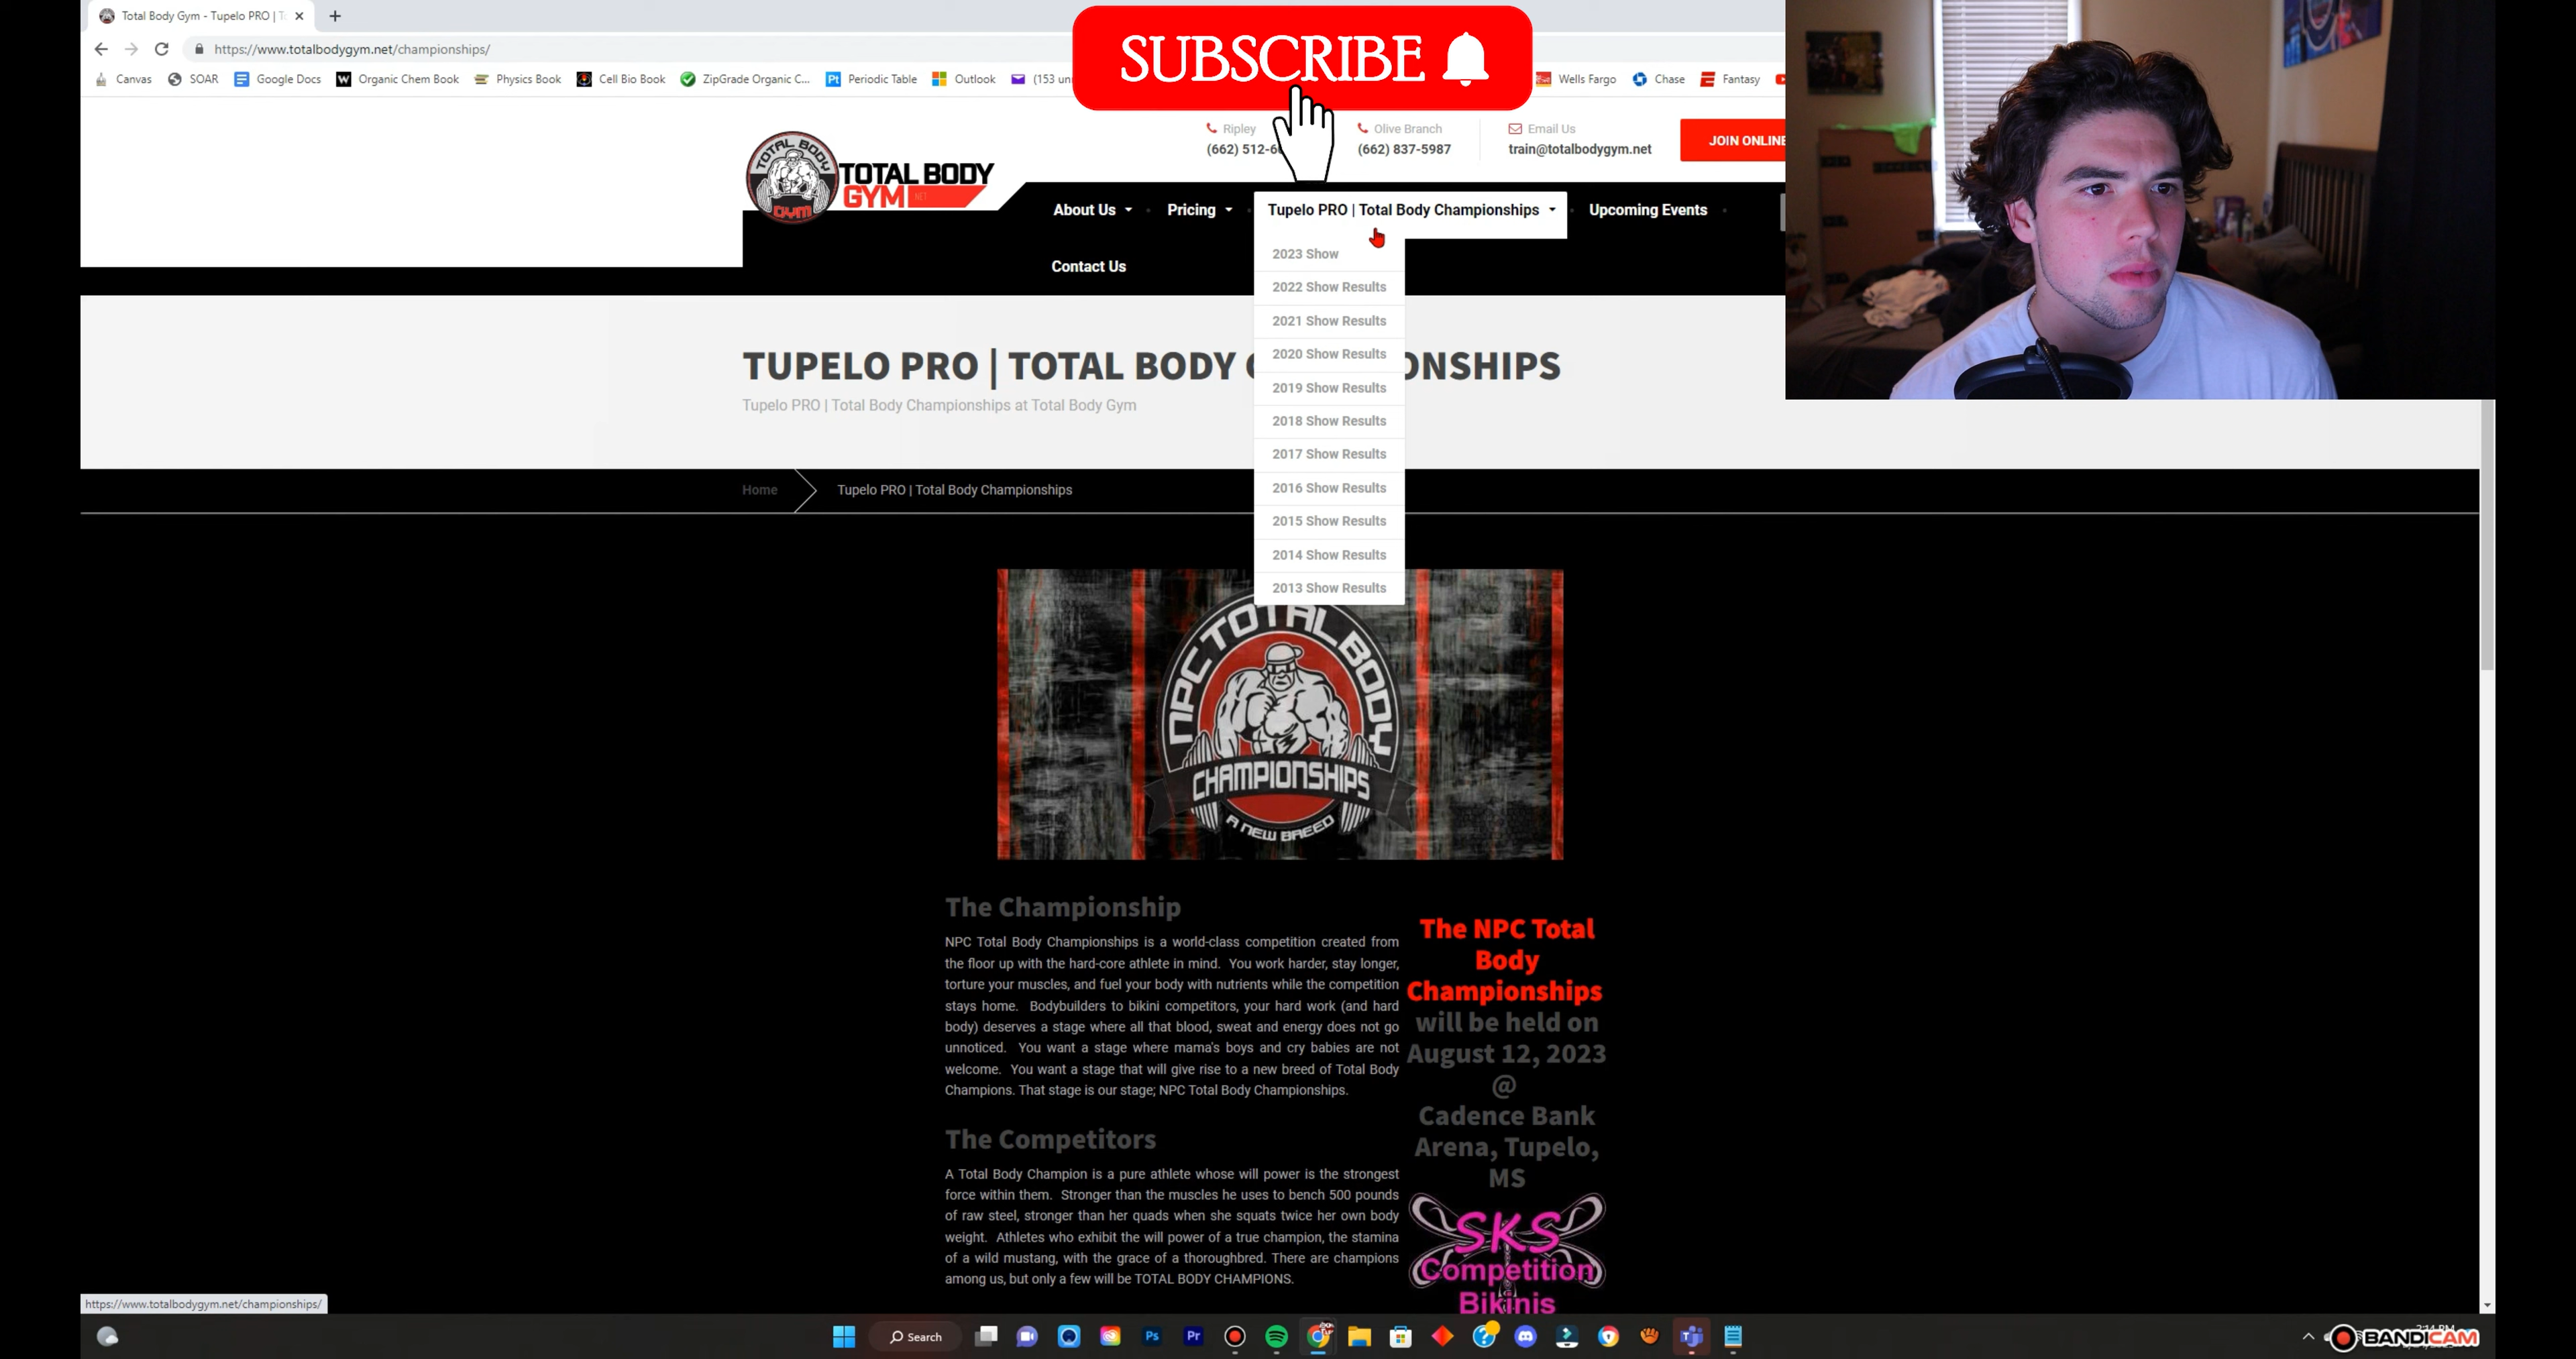 Total Body Gym - Tupelo PRO |
https://www.totalbodygym.net/championships/
Canvas SOAR Google Docs Organic Chem Book Physics Book Cell Bio Book ZipGrade Organic C... Periodic Table Outlook (153 Wells Fargo Chase Fantasy
SUBSCRIBE
Ripley
(662)
Olive Branch
(662) 837-5987
Email Us
train@totalbodygym.net
JOIN ONLINE
TOTAL BODY GYM
TOTAL BODY
GYM .NET
About Us Pricing Tupelo PRO | Total Body Championships Upcoming Events
Contact Us
2023 Show
2022 Show Results
2021 Show Results
2020 Show Results
2019 Show Results
2018 Show Results
2017 Show Results
2016 Show Results
2015 Show Results
2014 Show Results
2013 Show Results
TUPELO PRO | TOTAL BODY
Tupelo PRO | Total Body Championships at Total Body Gym
Home Tupelo PRO | Total Body Championships
NPC TOTAL BODY
CHAMPIONSHIPS
A NEW BREED
The Championship
NPC Total Body Championships is a world-class competition created from
the floor up with the hard-core athlete in mind. You work harder, stay longer,
torture your muscles, and fuel your body with nutrients while the competition
stays home. Bodybuilders to bikini competitors, your hard work (and hard
body) deserves a stage where all that blood, sweat and energy does not go
unnoticed. You want a stage where mama's boys and cry babies are not
welcome. You want a stage that will give rise to a new breed of Total Body
Champions. That stage is our stage; NPC Total Body Championships.
The Competitors
A Total Body Champion is a pure athlete whose will power is the strongest
force within them. Stronger than the muscles he uses to bench 500 pounds
of raw steel, stronger than her quads when she squats twice her own body
weight. Athletes who exhibit the will power of a true champion, the stamina
of a wild mustang, with the grace of a thoroughbred. There are champions
among us, but only a few will be TOTAL BODY CHAMPIONS.
The NPC Total
Body
Championships
will be held on
August 12, 2023
@
Cadence Bank
Arena, Tupelo,
MS
SKS
Competition
Bikinis
https://www.totalbodygym.net/championships/
Search
Ps
Pr
BANDICAM